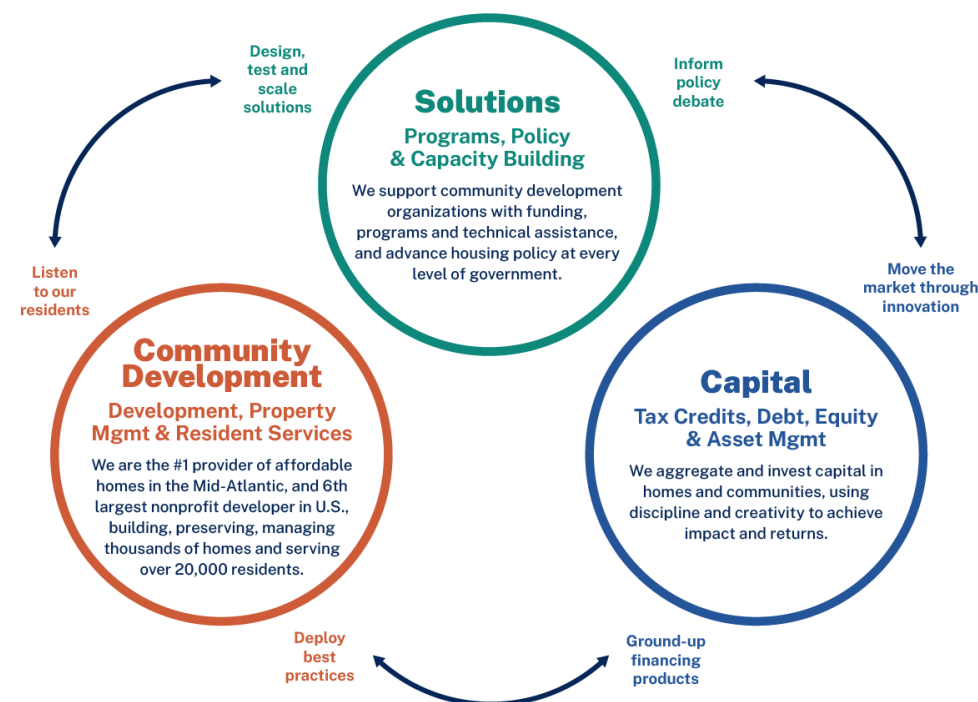 Design,
test and
scale
solutions
Inform
policy
debate
Solutions
Programs, Policy
& Capacity Building
We support community development
organizations with funding,
programs and technical assistance,
and advance housing policy at every
level of government.
Listen
to our
residents
Move the
market through
innovation
Community
Development
Development, Property
Mgmt & Resident Services
We are the #1 provider of affordable
homes in the Mid-Atlantic, and 6th
largest nonprofit developer in U.S.,
building, preserving, managing
thousands of homes and serving
over 20,000 residents.
Capital
Tax Credits, Debt, Equity
& Asset Mgmt
We aggregate and invest capital in
homes and communities, using
discipline and creativity to achieve
impact and returns.
Deploy
best
practices
Ground-up
financing
products